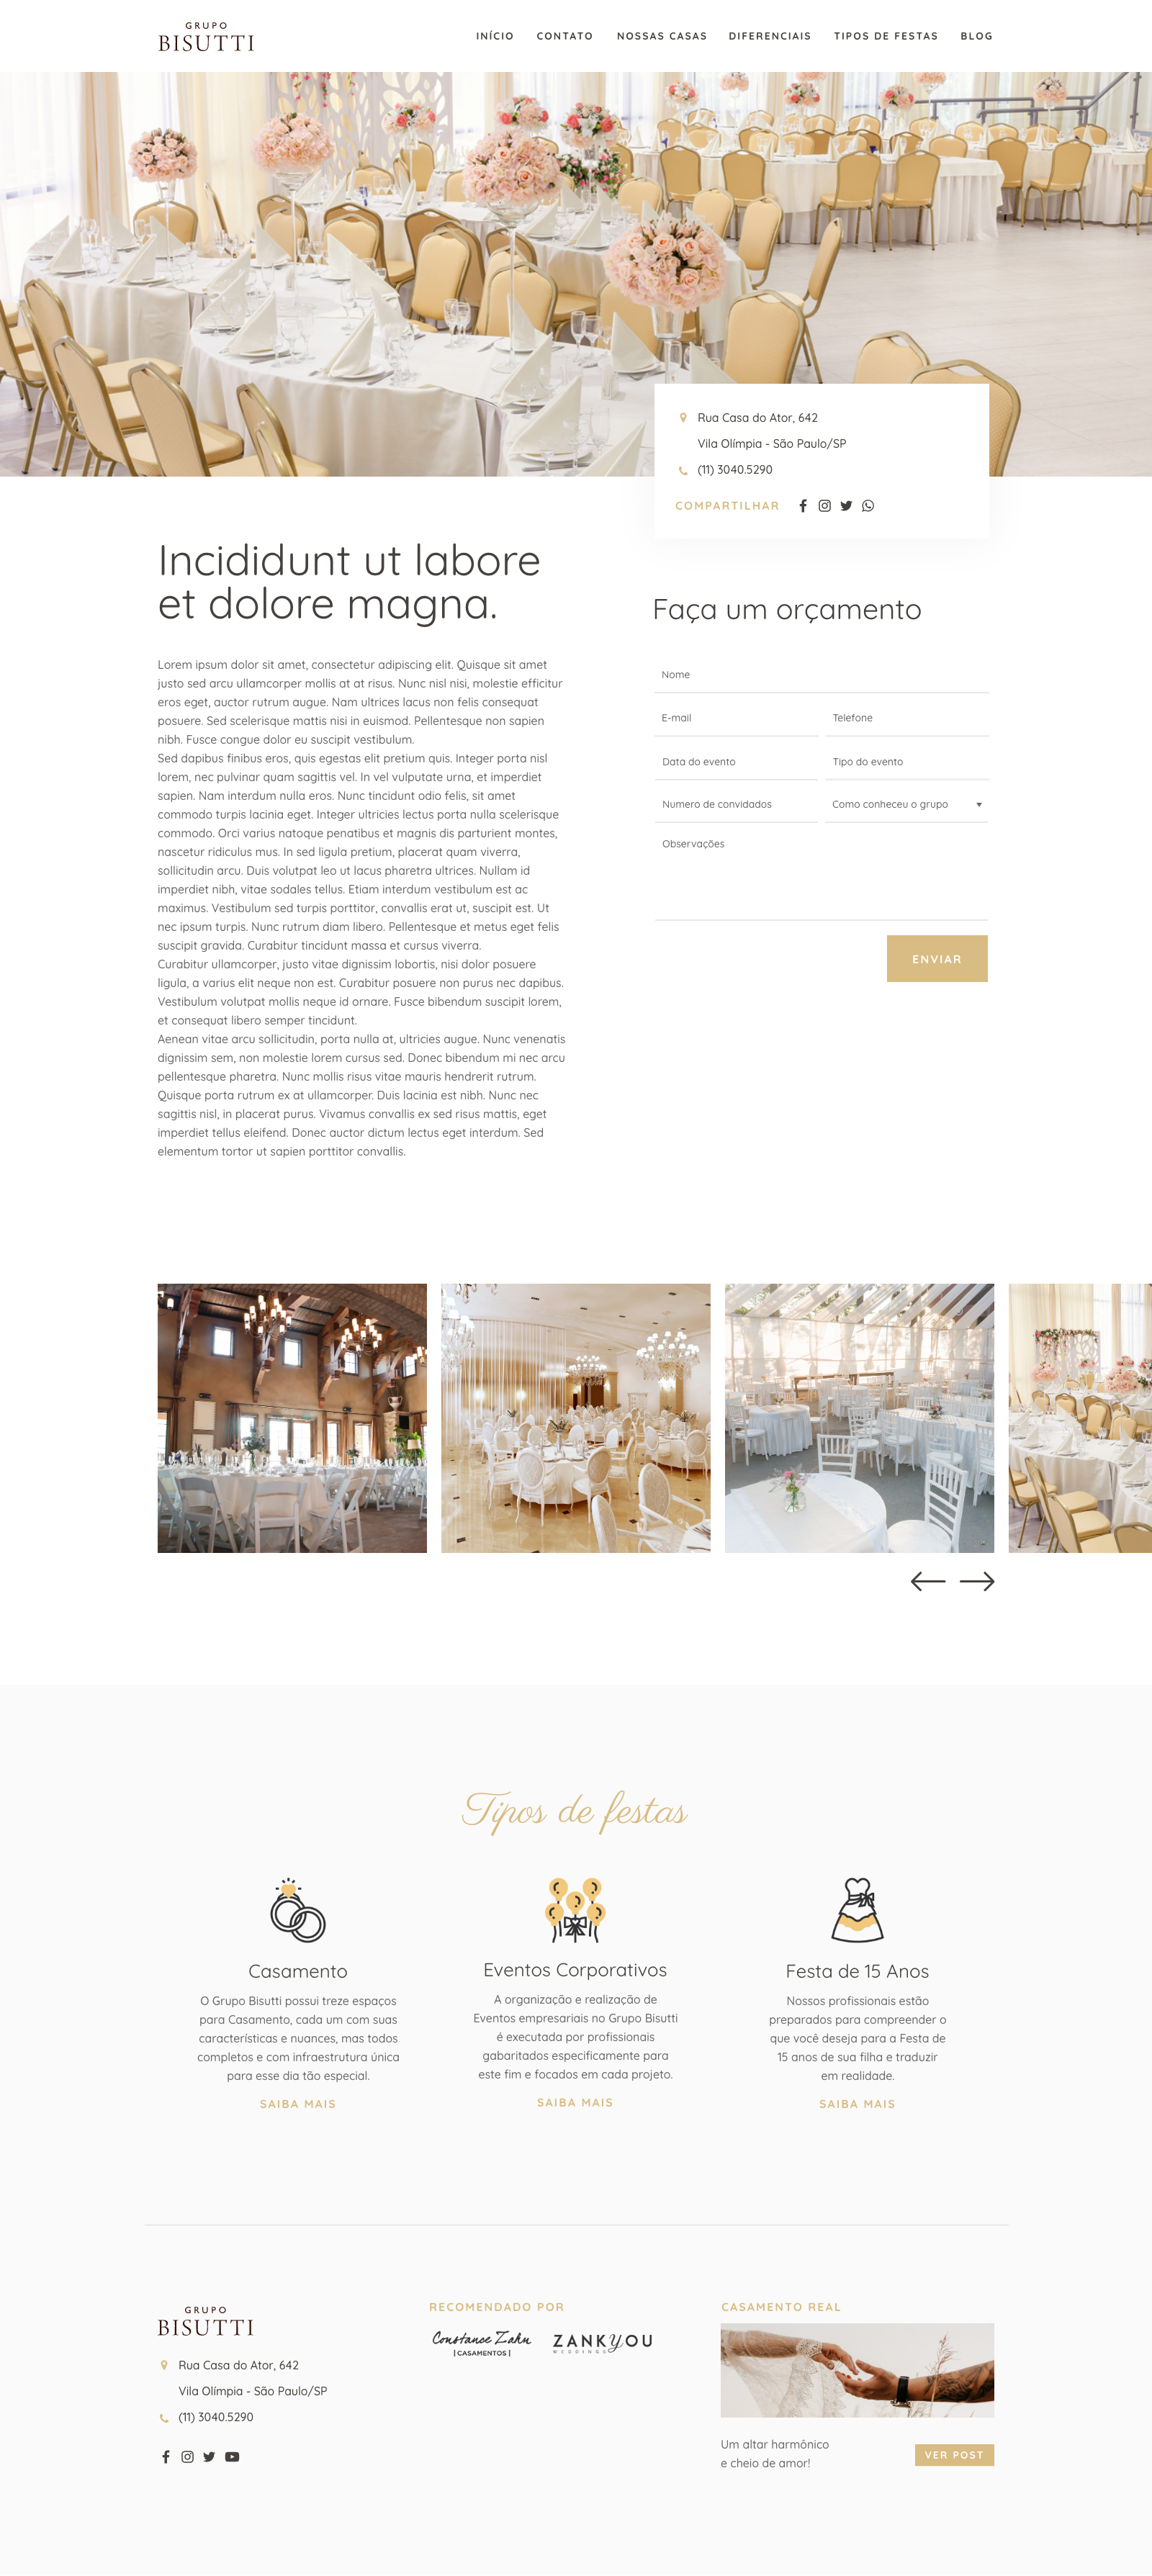 GRUPO
BISUTTI
INÍCIO CONTATO NOSSAS CASAS DIFERENCIAIS TIPOS DE FESTAS BLOG
Rua Casa do Ator, 642
Vila Olímpia - São Paulo/SP
(11) 3040.5290
COMPARTILHAR
Incididunt ut labore
et dolore magna.
Lorem ipsum dolor sit amet, consectetur adipiscing elit. Quisque sit amet
justo sed arcu ullamcorper mollis at at risus. Nunc nisl nisi, molestie efficitur
eros eget, auctor rutrum augue. Nam ultrices lacus non felis consequat
posuere. Sed scelerisque mattis nisi in euismod. Pellentesque non sapien
nibh. Fusce congue dolor eu suscipit vestibulum.
Sed dapibus finibus eros, quis egestas elit pretium quis. Integer porta nisl
lorem, nec pulvinar quam sagittis vel. In vel vulputate urna, et imperdiet
sapien. Nam interdum nulla eros. Nunc tincidunt odio felis, sit amet
commodo turpis lacinia eget. Integer ultricies lectus porta nulla scelerisque
commodo. Orci varius natoque penatibus et magnis dis parturient montes,
nascetur ridiculus mus. In sed ligula pretium, placerat quam viverra,
sollicitudin arcu. Duis volutpat leo ut lacus pharetra ultrices. Nullam id
imperdiet nibh, vitae sodales tellus. Etiam interdum vestibulum est ac
maximus. Vestibulum sed turpis porttitor, convallis erat ut, suscipit est. Ut
nec ipsum turpis. Nunc rutrum diam libero. Pellentesque et metus eget felis
suscipit gravida. Curabitur tincidunt massa et cursus viverra.
Curabitur ullamcorper, justo vitae dignissim lobortis, nisi dolor posuere
ligula, a varius elit neque non est. Curabitur posuere non purus nec dapibus.
Vestibulum volutpat mollis neque id ornare. Fusce bibendum suscipit lorem,
et consequat libero semper tincidunt.
Aenean vitae arcu sollicitudin, porta nulla at, ultricies augue. Nunc venenatis
dignissim sem, non molestie lorem cursus sed. Donec bibendum mi nec arcu
pellentesque pharetra. Nunc mollis risus vitae mauris hendrerit rutrum.
Quisque porta rutrum ex at ullamcorper. Duis lacinia est nibh. Nunc nec
sagittis nisl, in placerat purus. Vivamus convallis ex sed risus mattis, eget
imperdiet tellus eleifend. Donec auctor dictum lectus eget interdum. Sed
elementum tortor ut sapien porttitor convallis.
Faça um orçamento
Nome
E-mail Telefone
Data do evento Tipo do evento
Numero de convidados Como conheceu o grupo
Observações
ENVIAR
Tipos de festas
Casamento
O Grupo Bisutti possui treze espaços
para Casamento, cada um com suas
características e nuances, mas todos
completos e com infraestrutura única
para esse dia tão especial.
SAIBA MAIS
Eventos Corporativos
A organização e realização de
Eventos empresariais no Grupo Bisutti
é executada por profissionais
gabaritados especificamente para
este fim e focados em cada projeto.
SAIBA MAIS
Festa de 15 Anos
Nossos profissionais estão
preparados para compreender o
que você deseja para a Festa de
15 anos de sua filha e traduzir
em realidade.
SAIBA MAIS
GRUPO
BISUTTI
Rua Casa do Ator, 642
Vila Olímpia - São Paulo/SP
(11) 3040.5290
RECOMENDADO POR
Constance Zahn
| CASAMENTOS |
ZANKYOU
WEDDINGS
CASAMENTO REAL
Um altar harmônico
e cheio de amor!
VER POST